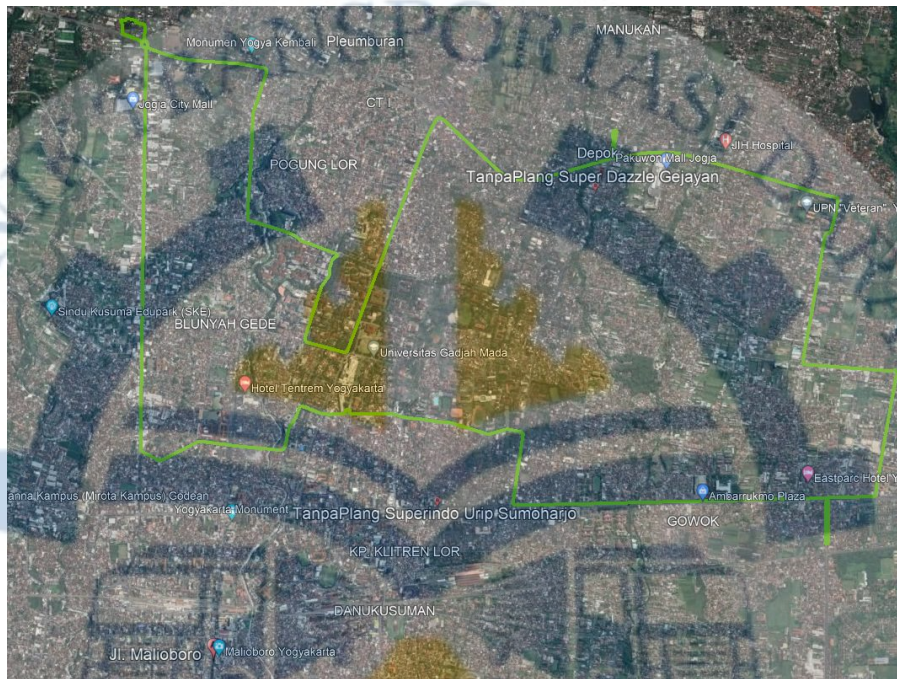 MANUKAN
Monumen Yogya Kembali
Pleumburan
Jogja City Mall
CT I
JIH Hospital
Depok
Pakuwon Mall Jogja
POGUNG LOR
TanpaPlang Super Dazzle Gejayan
UPN "Veteran" Y
Sindu Kusuma Edupark (SKE)
BLUNYAH GEDE
Universitas Gadjah Mada
Hotel Tentrem Yogyakarta
Eastparc Hotel Y
anna Kampus (Mirota Kampus) Godean
Ambarrukmo Plaza
Yogyakarta Monument
TanpaPlang Superindo Urip Sumoharjo
GOWOK
KP. KLITREN LOR
DANUKUSUMAN
Jl. Malioboro
Malioboro Yogyakarta